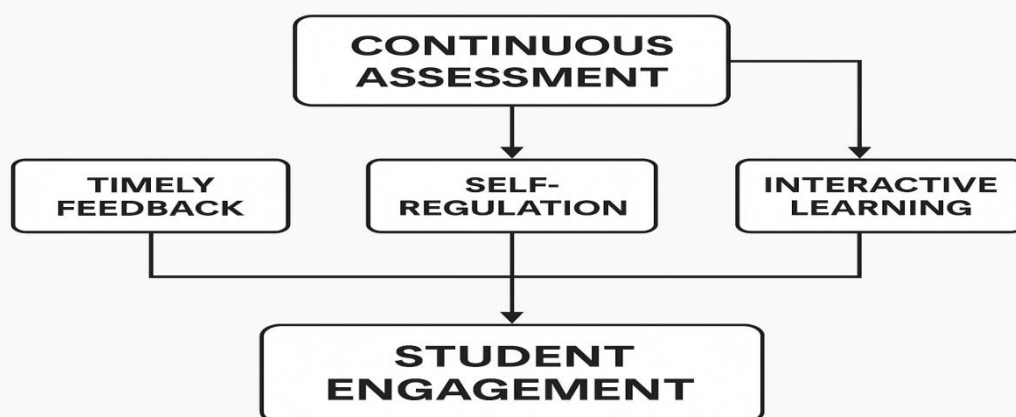 CONTINUOUS
ASSESSMENT
TIMELY
FEEDBACK
SELF-
REGULATION
INTERACTIVE
LEARNING
STUDENT
ENGAGEMENT